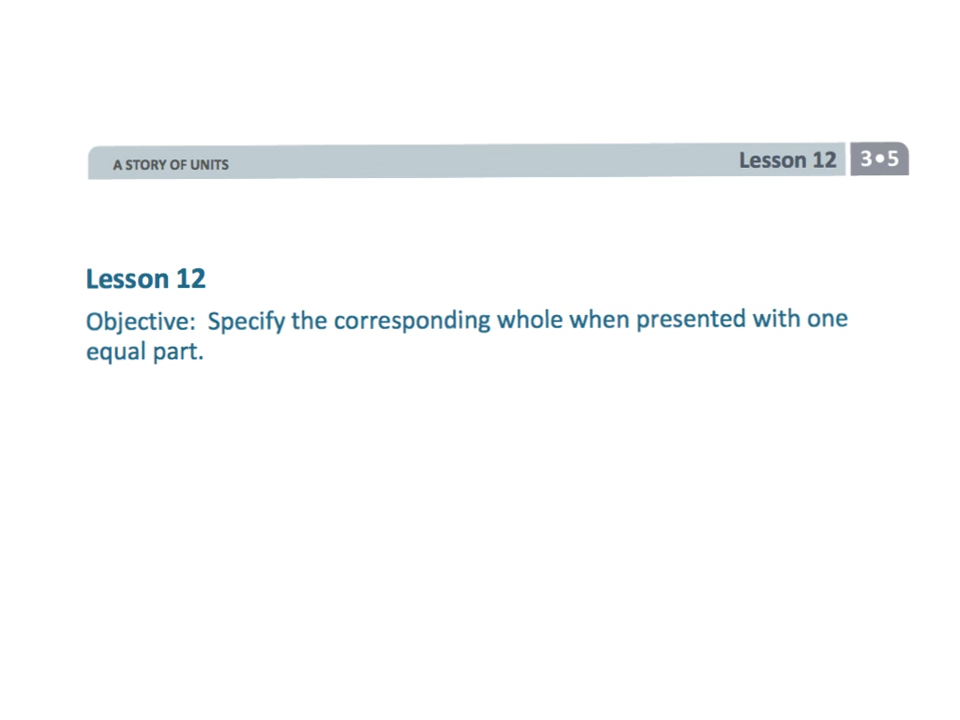 A STORY OF UNITS
Lesson 12
3•5
Lesson 12
Objective:  Specify the corresponding whole when presented with one
equal part.